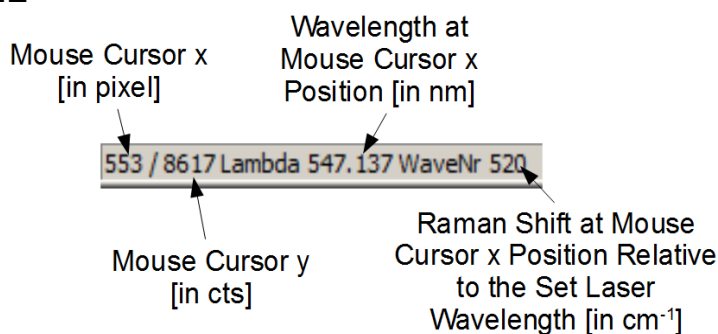 Mouse Cursor x
[in pixel]
Wavelength at
Mouse Cursor x
Position [in nm]
553 / 8617 Lambda 547.137 WaveNr 520
Mouse Cursor y
[in cts]
Raman Shift at Mouse
Cursor x Position Relative
to the Set Laser
Wavelength [in cm⁻¹]